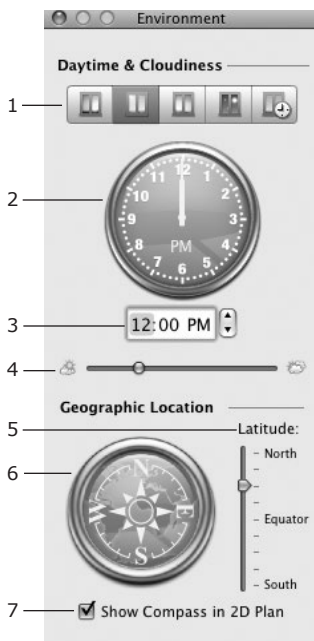 Environment
Daytime & Cloudiness
1
2
12
1
2
3
4
5
6
7
8
9
10
11
PM
3
12:00 PM
4
Geographic Location
5
Latitude:
North
Equator
South
6
N
E
S
W
7
Show Compass in 2D Plan